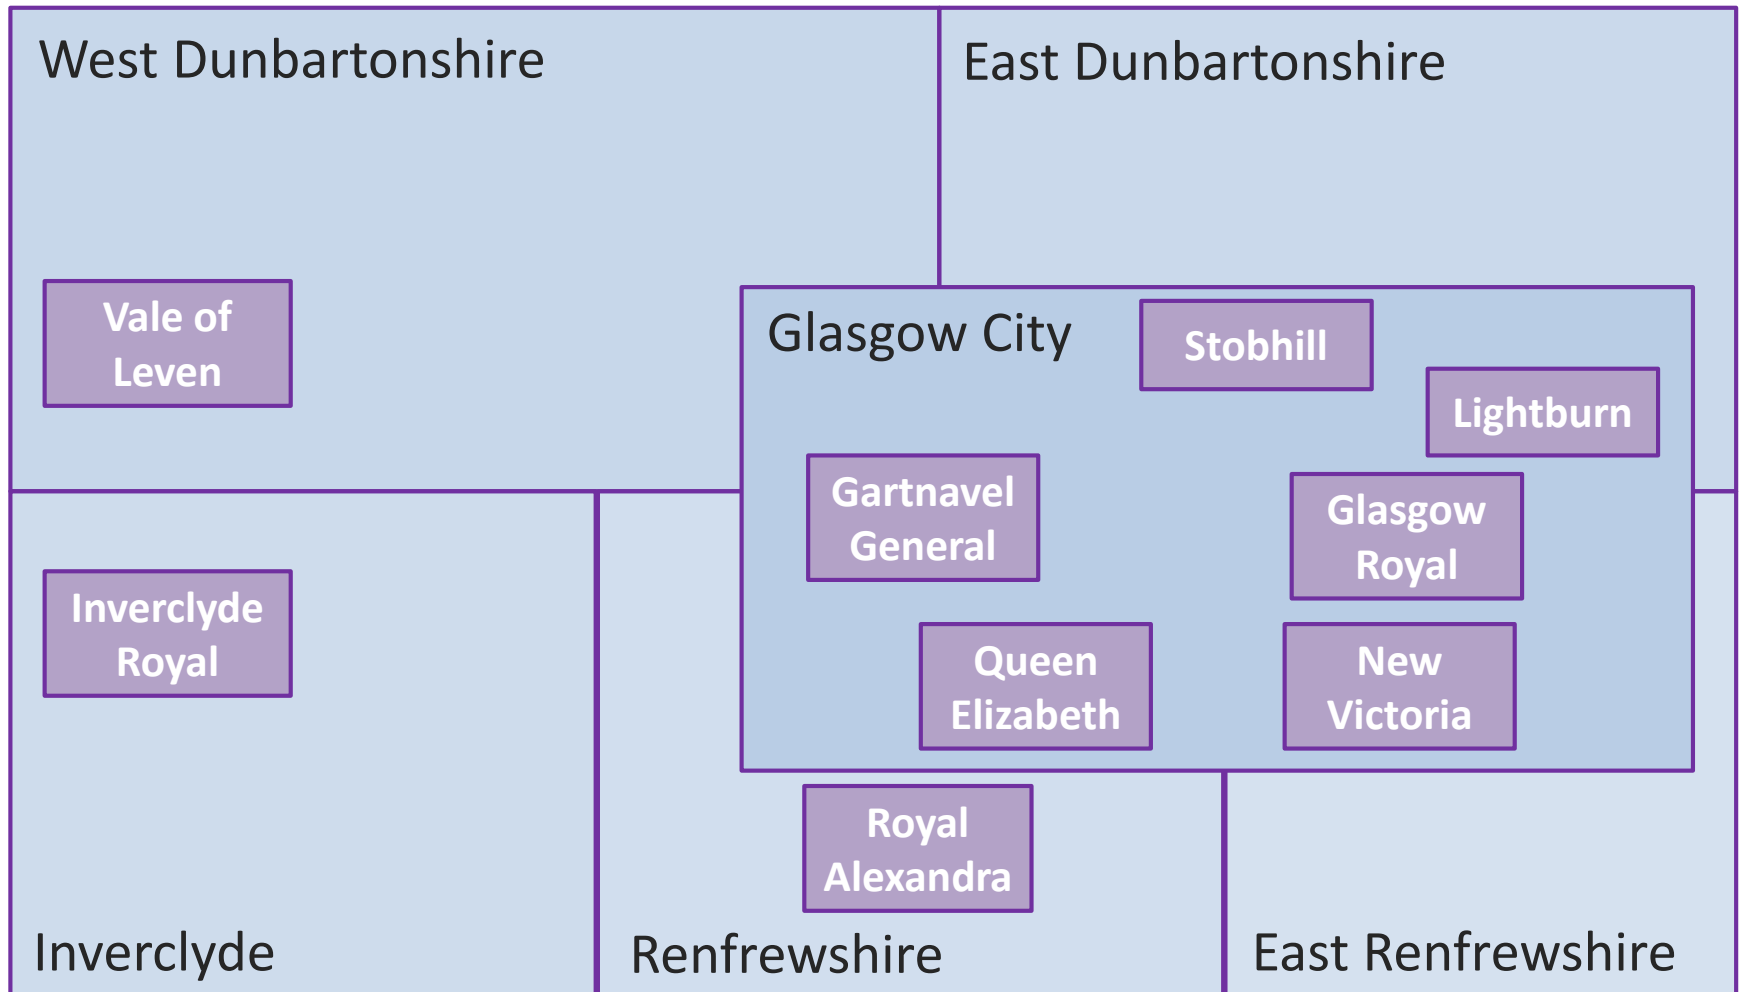 West Dunbartonshire
East Dunbartonshire
Vale of
Leven
Glasgow City
Stobhill
Lightburn
Gartnavel
General
Glasgow
Royal
Inverclyde
Royal
Queen
Elizabeth
New
Victoria
Royal
Alexandra
Inverclyde
Renfrewshire
East Renfrewshire